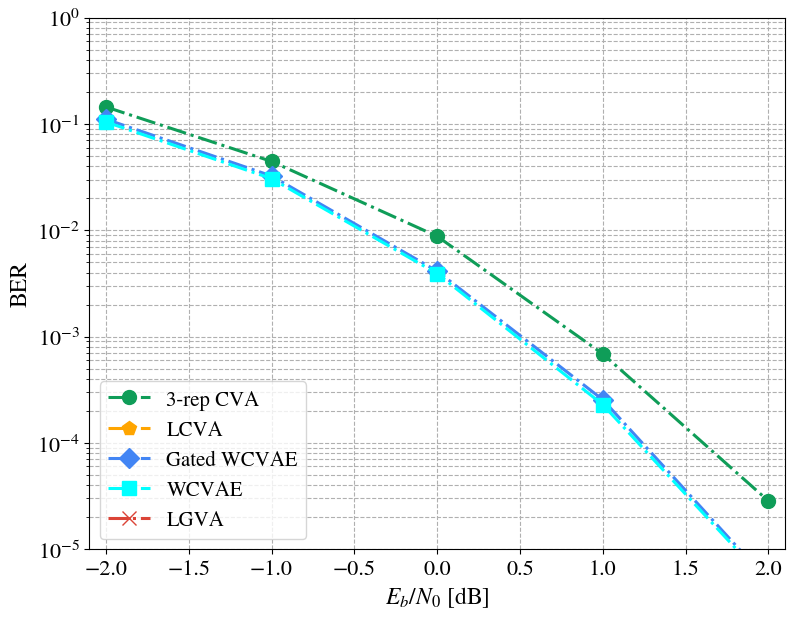 10⁰
10⁻¹
10⁻²
10⁻³
10⁻⁴
10⁻⁵
BER
3-rep CVA
LCVA
Gated WCVAE
WCVAE
LGVA
−2.0 −1.5 −1.0 −0.5 0.0 0.5 1.0 1.5 2.0
E_b/N_0 [dB]